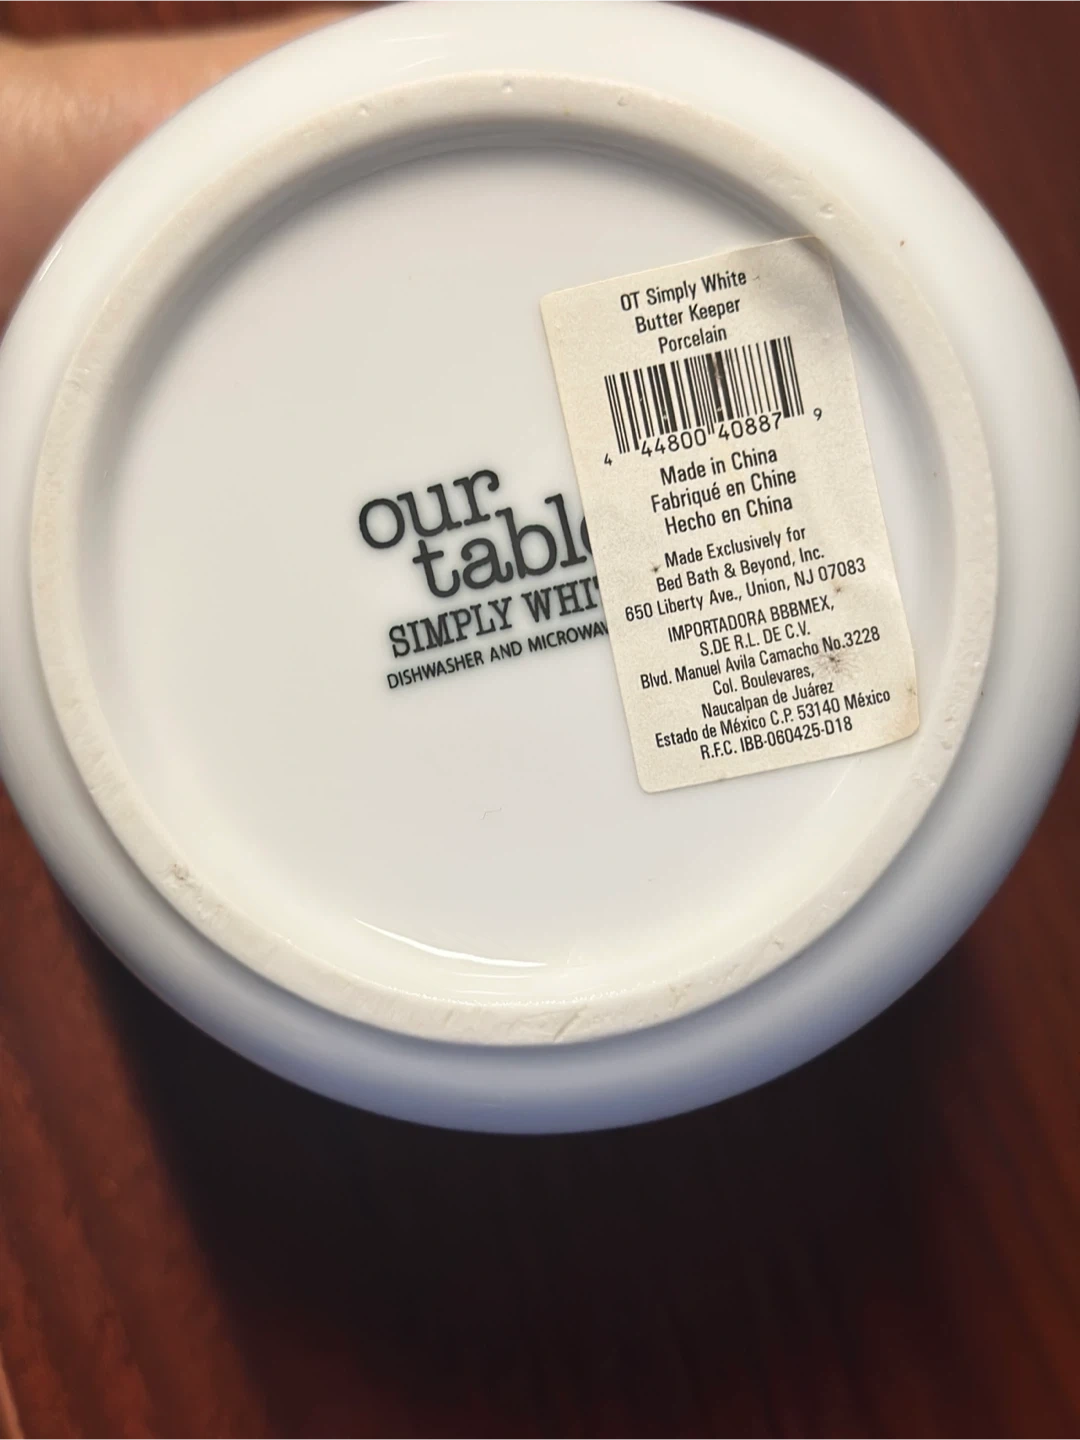 our
table
SIMPLY WHI
DISHWASHER AND
OT Simply White
Butter Keeper
Porcelain
4 44800 40887 9
Made in China
Fabriqué en Chine
Hecho en China
Made Exclusively for
Bed Bath & Beyond, Inc.
650 Liberty Ave., Union, NJ 07083
IMPORTADORA BBBMEX,
S.DE R.L. DE C.V.
Blvd. Manuel Avila Camacho No.3228
Col. Boulevares,
Naucalpan de Juárez
Estado de México C.P. 53140 México
R.F.C. IBB-060425-D18